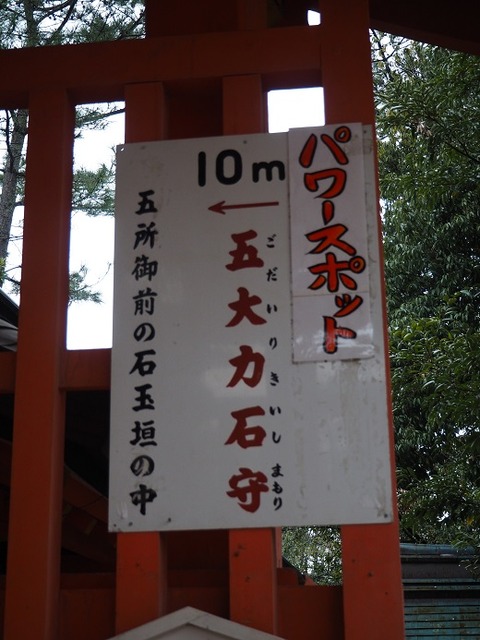 パワースポット
10m
←
五大力石守
ごだいりきいしまもり
五所御前の石玉垣の中